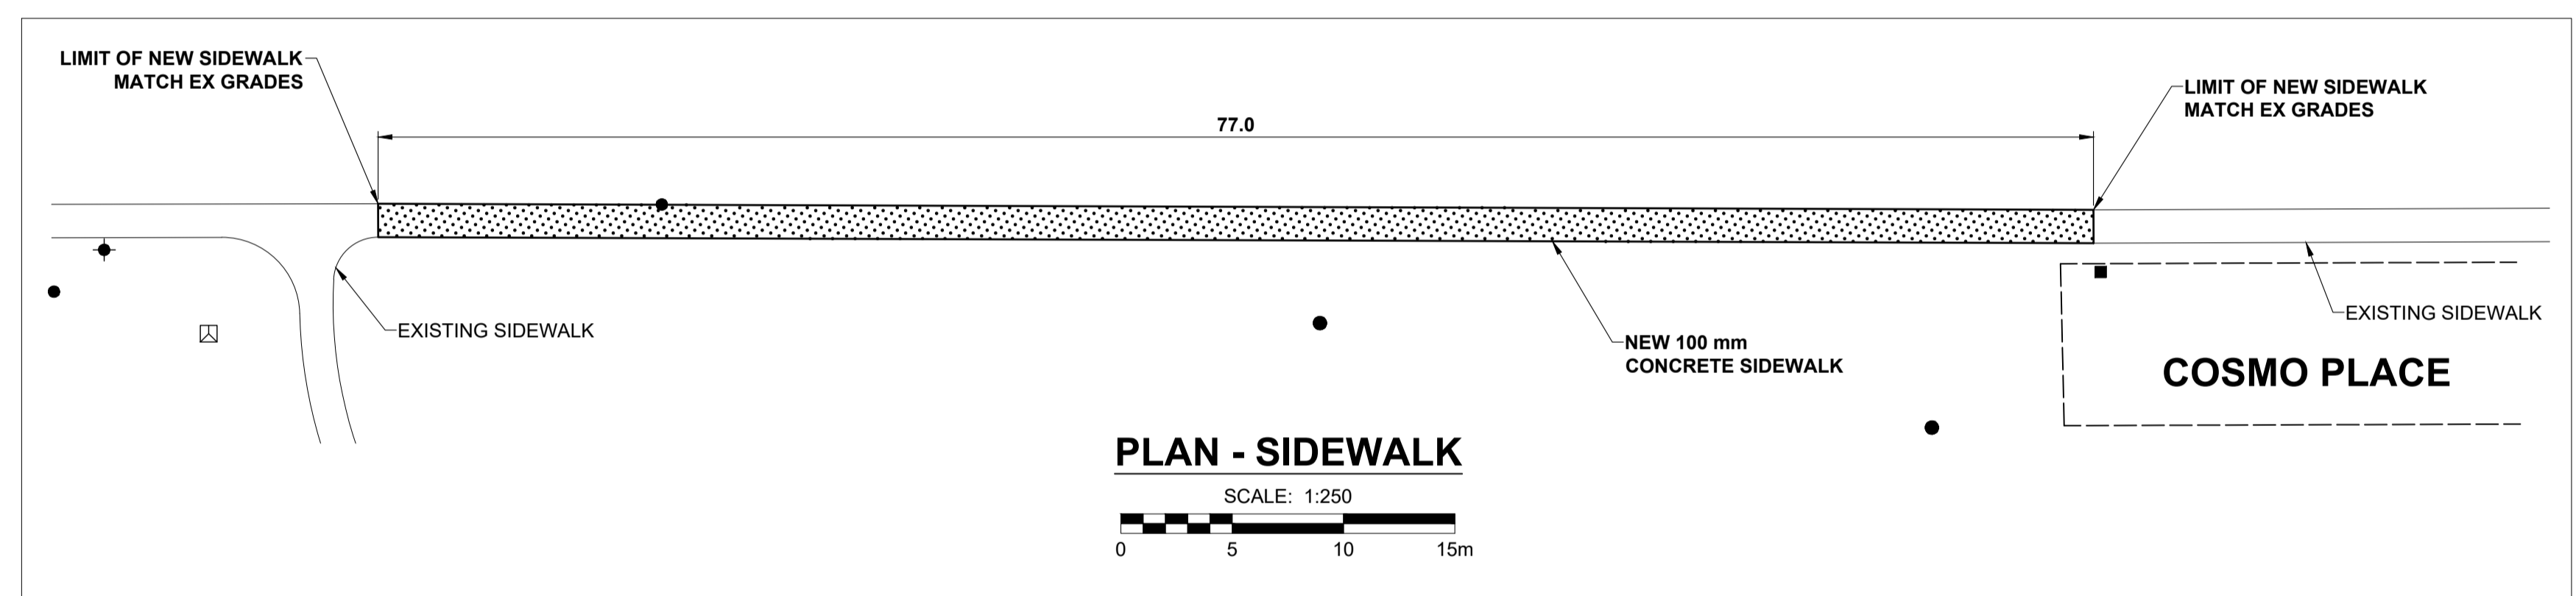 LIMIT OF NEW SIDEWALK
MATCH EX GRADES
77.0
LIMIT OF NEW SIDEWALK
MATCH EX GRADES
EXISTING SIDEWALK
NEW 100 mm
CONCRETE SIDEWALK
EXISTING SIDEWALK
COSMO PLACE
PLAN - SIDEWALK
SCALE: 1:250
0 5 10 15m